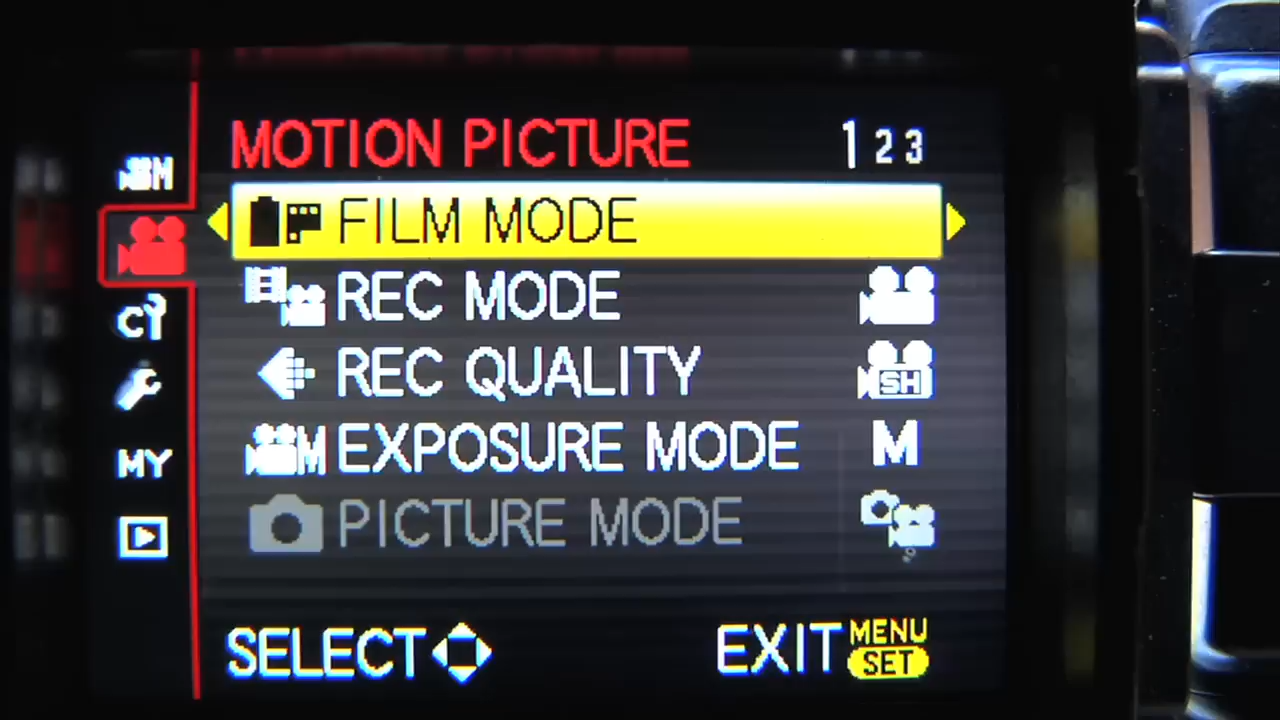 MOTION PICTURE 1 2 3
FILM MODE
M
REC MODE
REC QUALITY SH
C
M EXPOSURE MODE M
MY
PICTURE MODE
SELECT EXIT MENU
SET